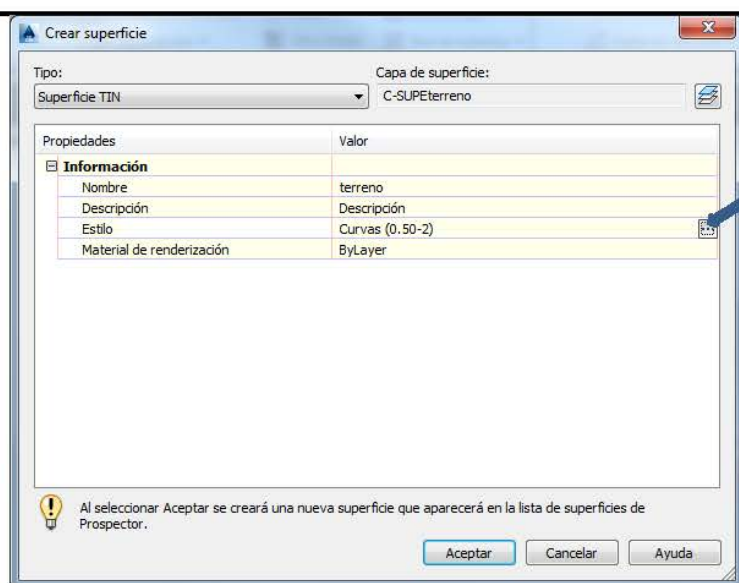 Crear superficie
Tipo:
Capa de superficie:
Superficie TIN
C-SUPEterreno
Propiedades Valor
Información
Nombre terreno
Descripción Descripción
Estilo Curvas (0.50-2)
Material de renderización ByLayer
Al seleccionar Aceptar se creará una nueva superficie que aparecerá en la lista de superficies de
Prospector.
Aceptar Cancelar Ayuda